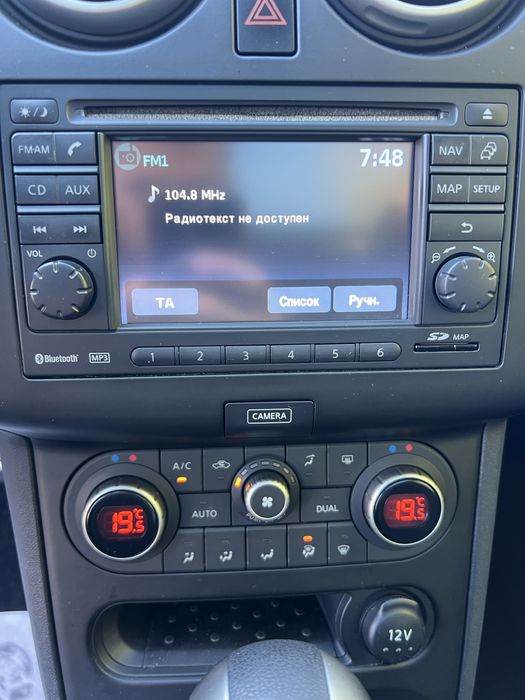 FM1 7:48
104.8 MHz
Радиотекст не доступен
TA Список Ручн.
FM·AM
CD AUX
VOL
NAV
MAP SETUP
Bluetooth MP3 1 2 3 4 5 6 SD MAP
CAMERA
A/C
AUTO DUAL
19.5°C 19.5°C
12V